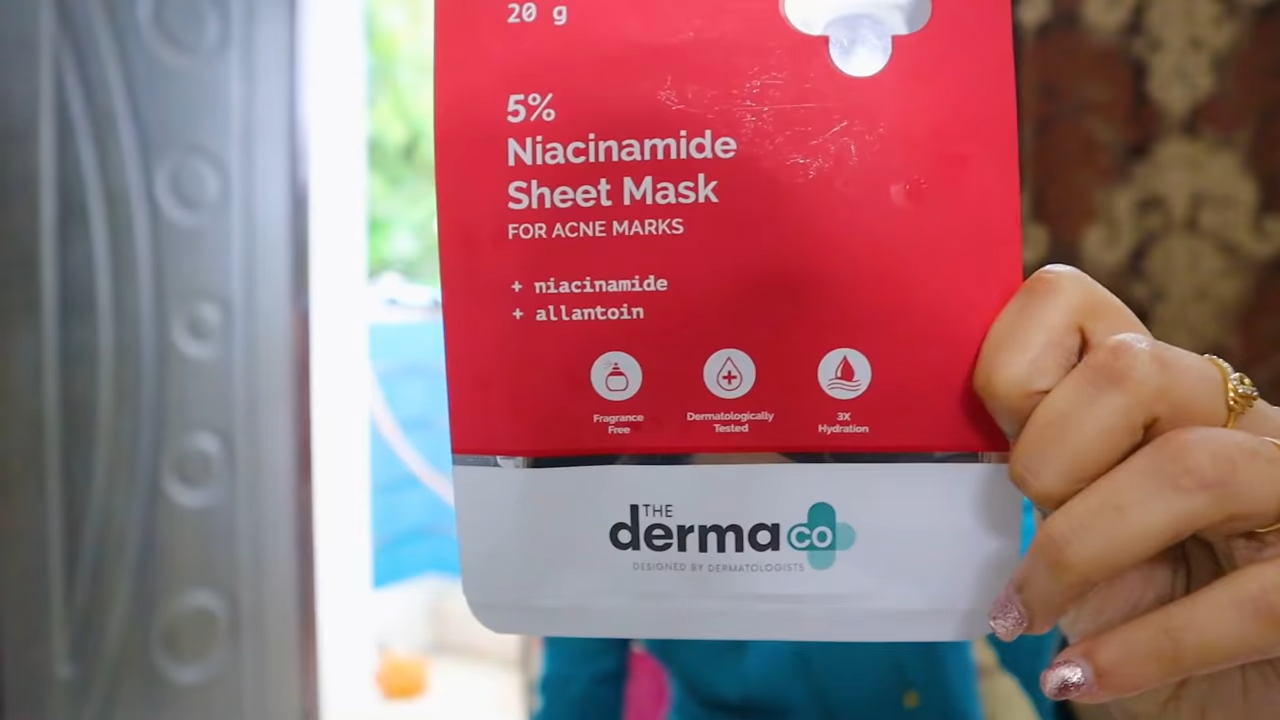 20 g
5%
Niacinamide
Sheet Mask
FOR ACNE MARKS
+ niacinamide
+ allantoin
Fragrance
Free
Dermatologically
Tested
3X
Hydration
THE
derma co
DESIGNED BY DERMATOLOGISTS